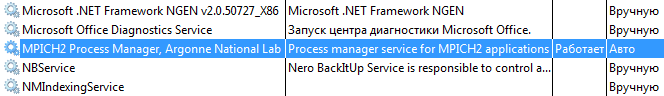 Microsoft .NET Framework NGEN v2.0.50727_X86 Microsoft .NET Framework NGEN Вручную
Microsoft Office Diagnostics Service Запуск центра диагностики Microsoft Office. Вручную
MPICH2 Process Manager, Argonne National Lab Process manager service for MPICH2 applications Работает Авто
NBService Nero BackItUp Service is responsible to control a... Вручную
NMIndexingService Вручную